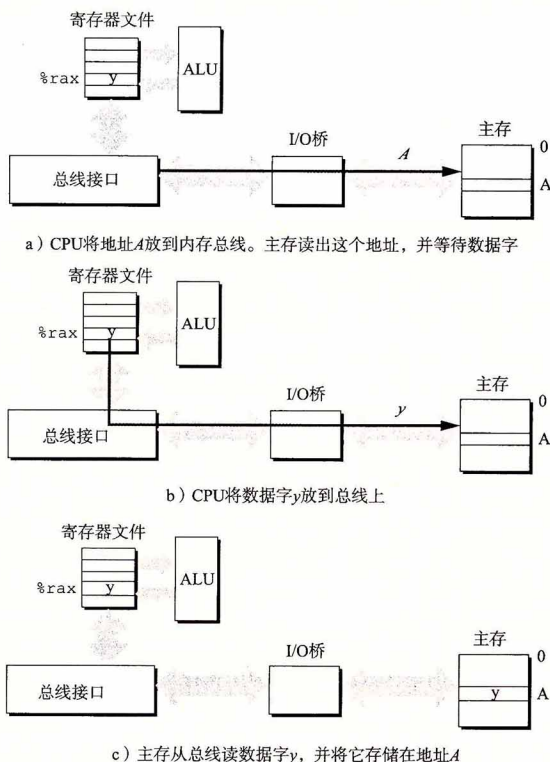 寄存器文件
%rax
y
ALU
I/O桥
主存
0
A
总线接口
A
a）CPU将地址A放到内存总线。主存读出这个地址，并等待数据字
寄存器文件
%rax
y
ALU
I/O桥
主存
0
y
A
总线接口
b）CPU将数据字y放到总线上
寄存器文件
%rax
y
ALU
I/O桥
主存
0
总线接口
y
A
c）主存从总线读数据字y，并将它存储在地址A